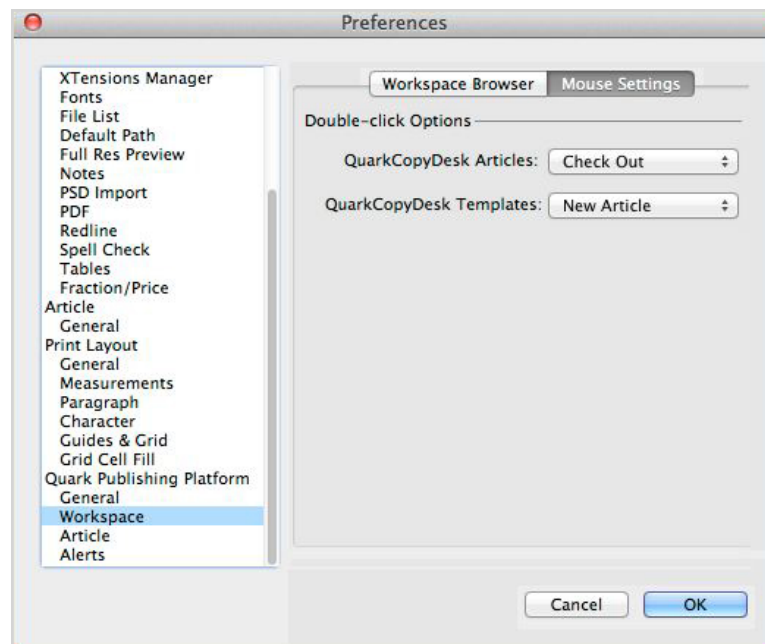 Preferences
XTensions Manager
Fonts
File List
Default Path
Full Res Preview
Notes
PSD Import
PDF
Redline
Spell Check
Tables
Fraction/Price
Article
General
Print Layout
General
Measurements
Paragraph
Character
Guides & Grid
Grid Cell Fill
Quark Publishing Platform
General
Workspace
Article
Alerts
Workspace Browser Mouse Settings
Double-click Options
QuarkCopyDesk Articles: Check Out
QuarkCopyDesk Templates: New Article
Cancel OK